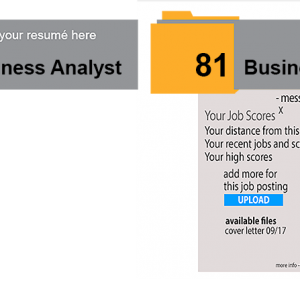 your resumé here
ness Analyst
81 Busin
- mess
Your Job Scores x
Your distance from this
Your recent jobs and sc
Your high scores
add more for
this job posting
UPLOAD
available files
cover letter 09/17
more info -